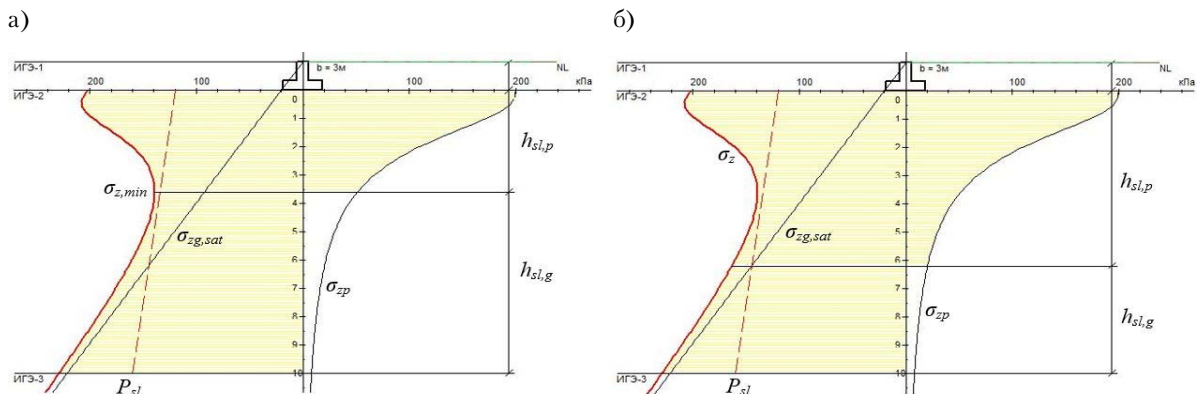 а)
б)
ИГЭ-1
b = 3м
NL
200
100
100
200
кПа
ИГЭ-2
0
1
2
3
4
5
6
7
8
9
10
h_sl,p
σ_z,min
σ_zg,sat
h_sl,g
σ_zp
ИГЭ-3
P_sl
ИГЭ-1
b = 3м
NL
200
100
100
200
кПа
ИГЭ-2
0
1
2
3
4
5
6
7
8
9
10
σ_z
h_sl,p
σ_zg,sat
σ_zp
h_sl,g
ИГЭ-3
P_sl